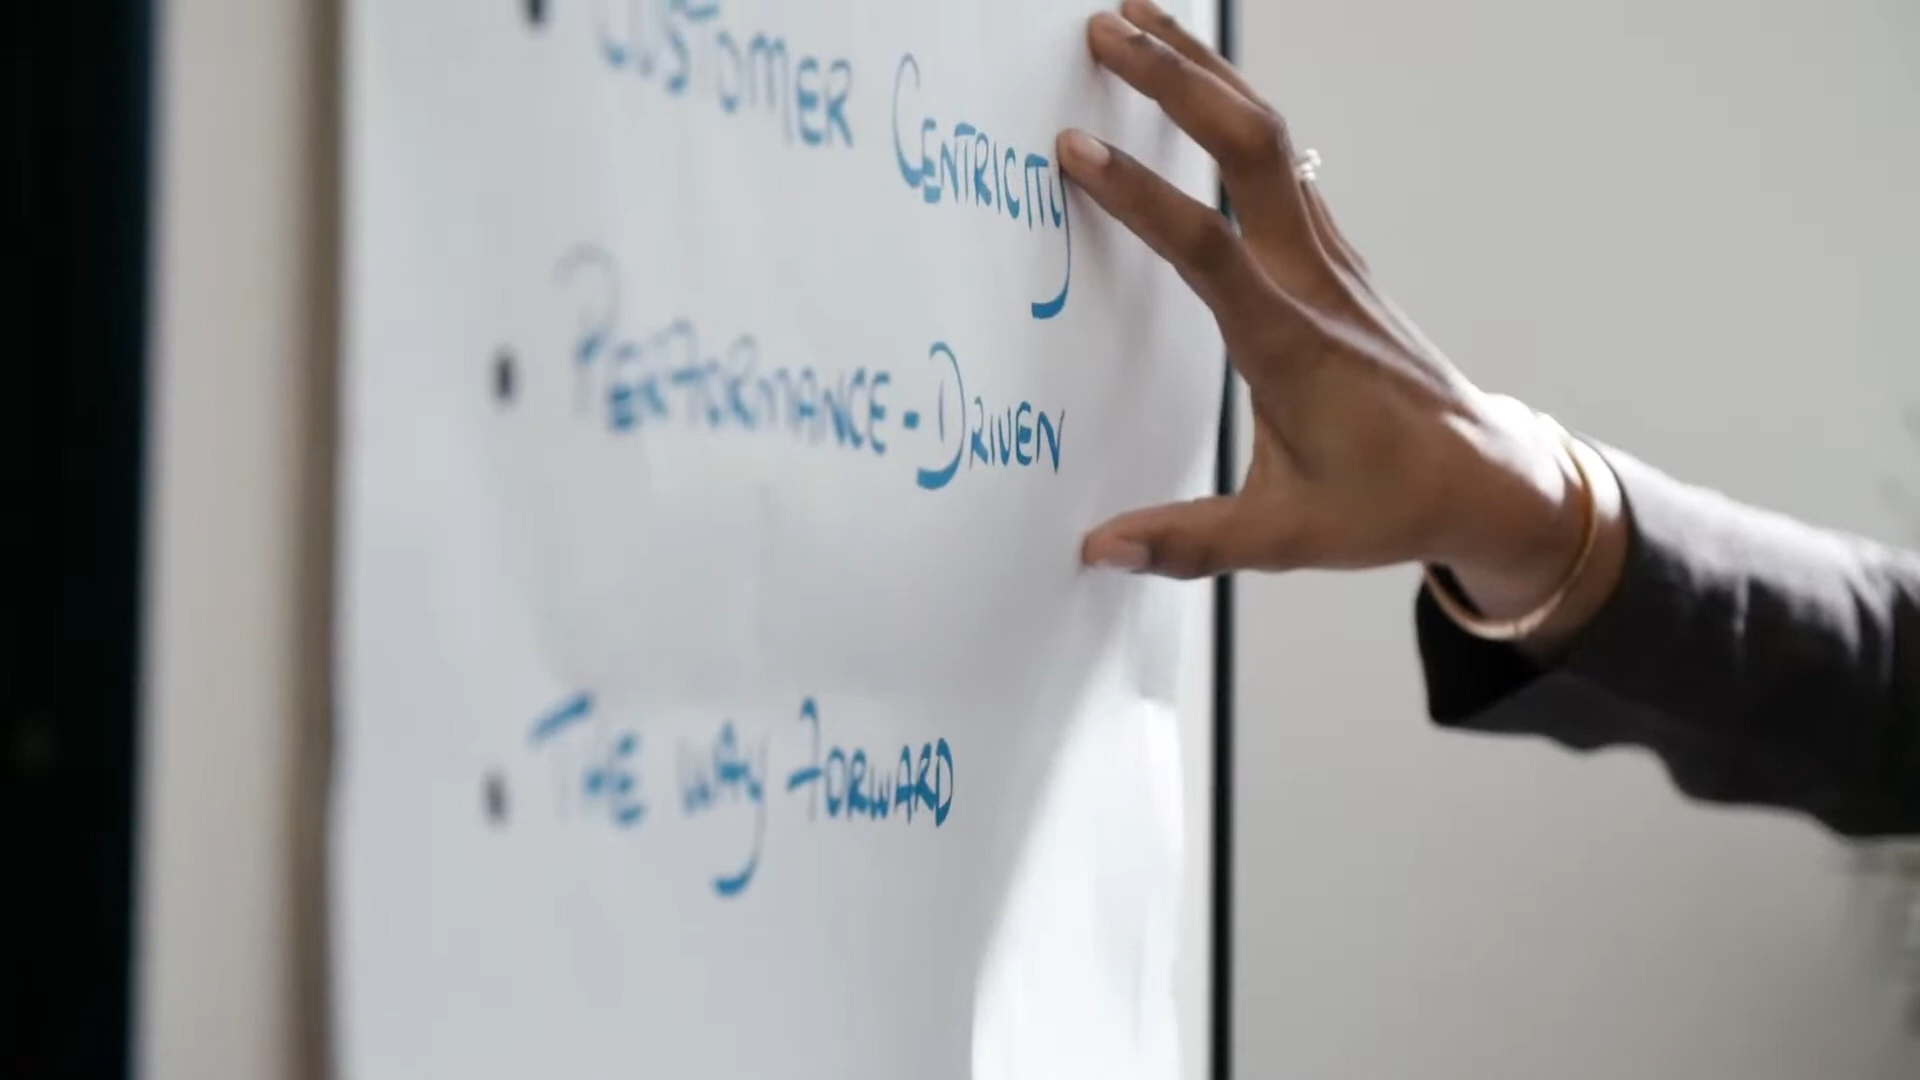 • Customer Centricity
• Performance-Driven
• The way forward